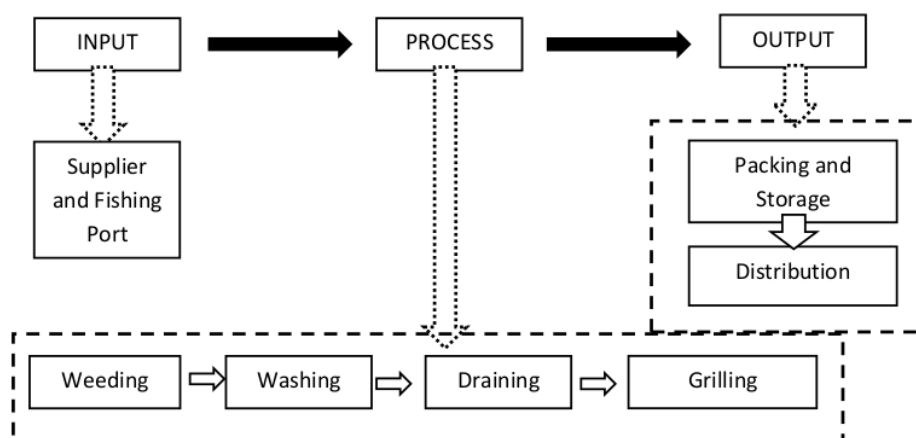 INPUT
PROCESS
OUTPUT
Supplier
and Fishing
Port
Packing and
Storage
Distribution
Weeding
Washing
Draining
Grilling